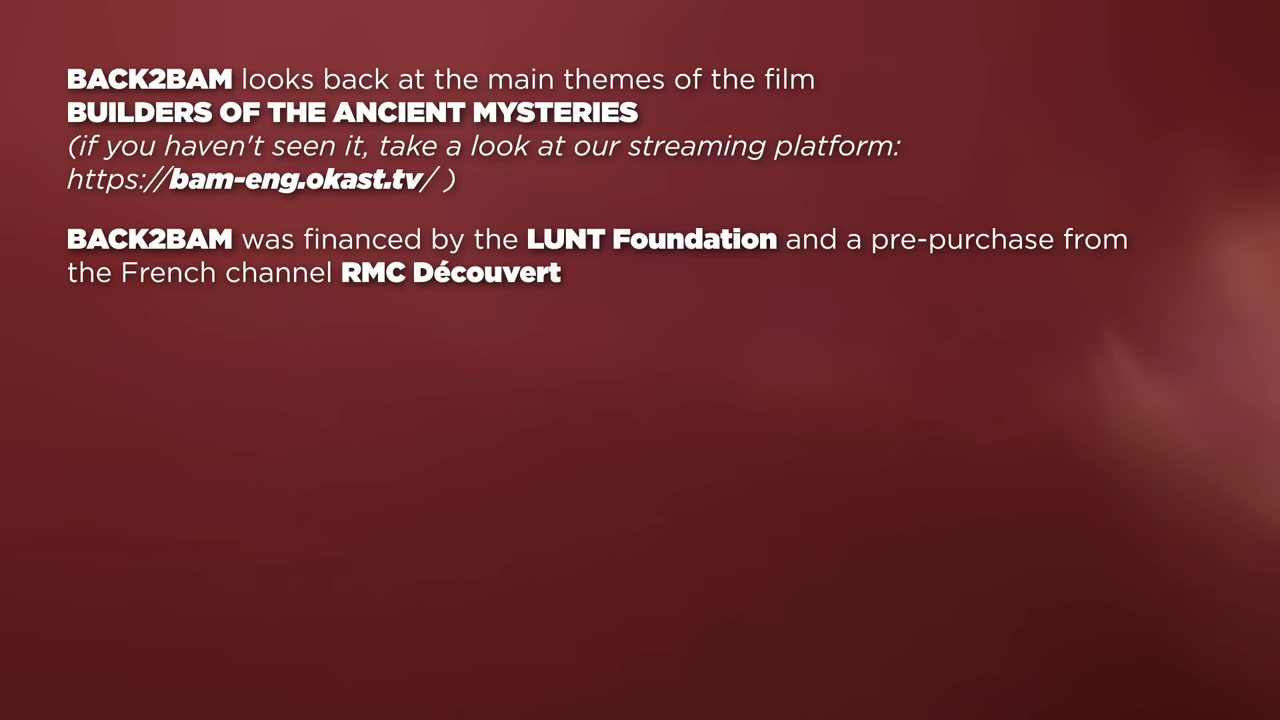 BACK2BAM looks back at the main themes of the film
BUILDERS OF THE ANCIENT MYSTERIES
(if you haven't seen it, take a look at our streaming platform:
https://bam-eng.okast.tv/ )
BACK2BAM was financed by the LUNT Foundation and a pre-purchase from
the French channel RMC Découvert